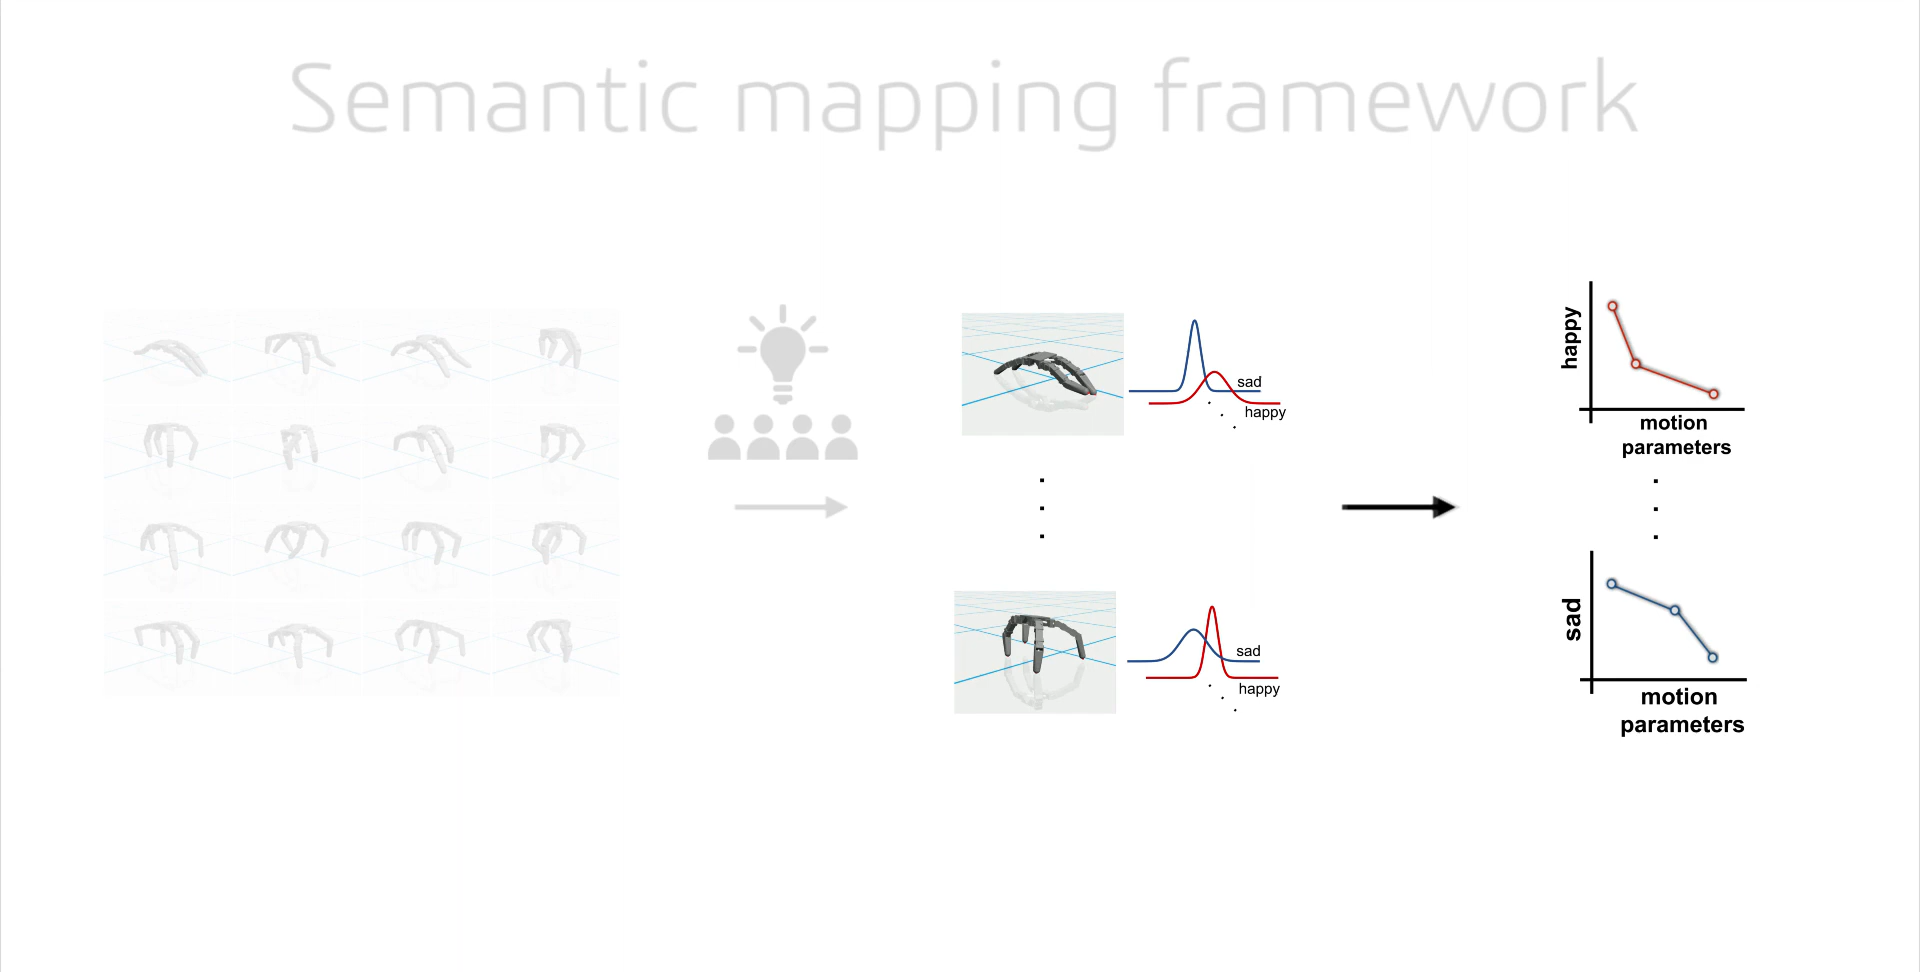 Semantic mapping framework
sad
happy
sad
happy
happy
motion
parameters
sad
motion
parameters